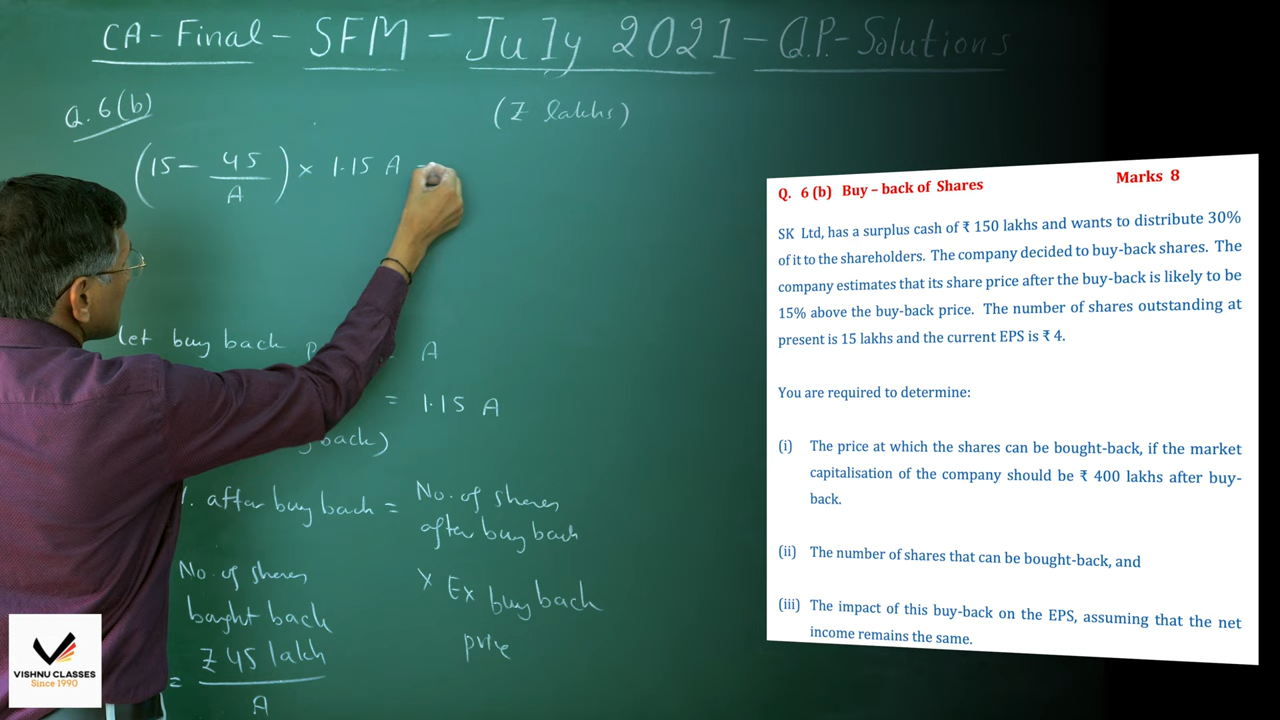 CA-Final - SFM - July 2021 - Q.P.-Solutions
Q. 6(b)
(₹ lakhs)
(15 - 45/A) × 1.15 A =
let buy back p = A
= 1.15 A
back)
after buy back = No. of shares after buy back
× Ex buy back price
No. of shares
bought back
= ₹ 45 lakh / A
Q. 6 (b) Buy – back of Shares Marks 8
SK Ltd, has a surplus cash of ₹ 150 lakhs and wants to distribute 30%
of it to the shareholders. The company decided to buy-back shares. The
company estimates that its share price after the buy-back is likely to be
15% above the buy-back price. The number of shares outstanding at
present is 15 lakhs and the current EPS is ₹ 4.
You are required to determine:
(i) The price at which the shares can be bought-back, if the market
capitalisation of the company should be ₹ 400 lakhs after buy-
back.
(ii) The number of shares that can be bought-back, and
(iii) The impact of this buy-back on the EPS, assuming that the net
income remains the same.
VISHNU CLASSES
Since 1990